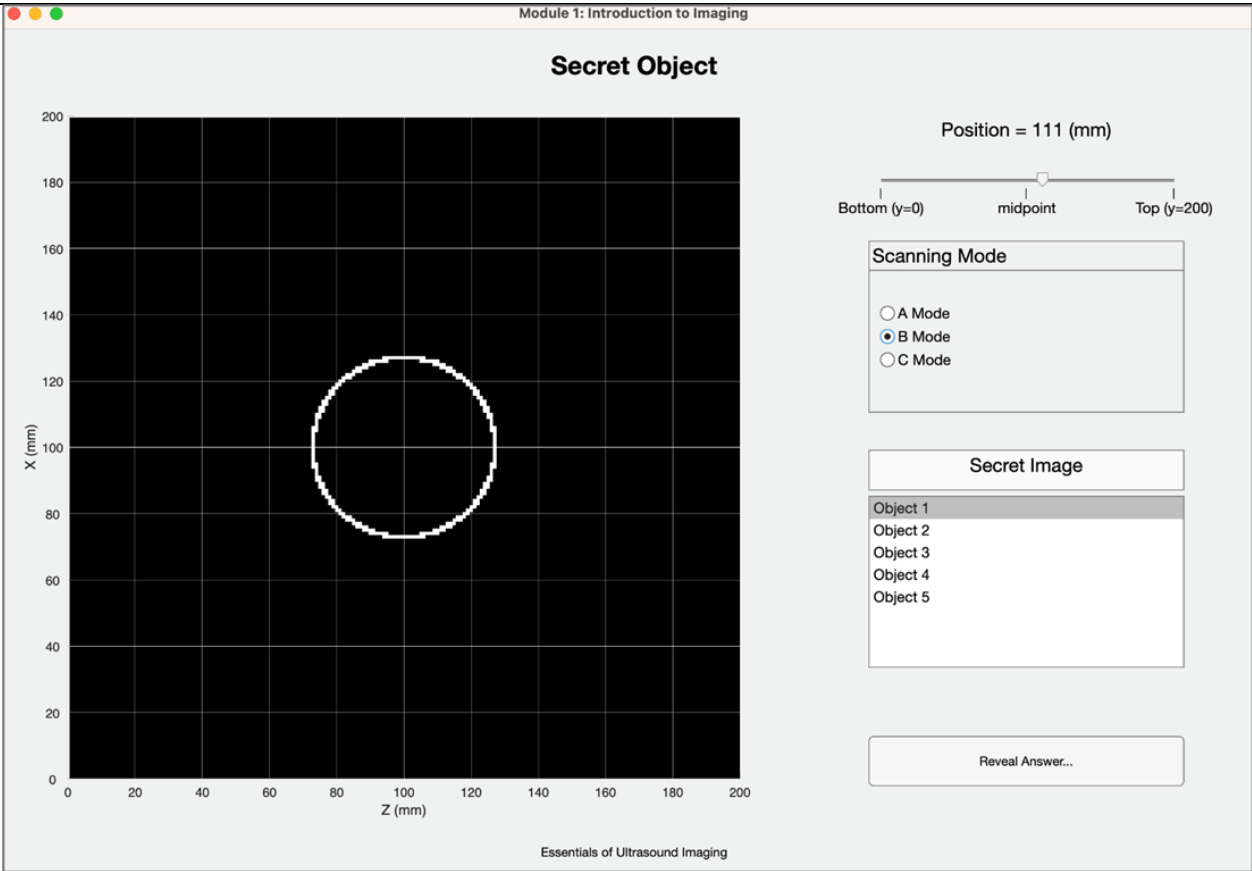 Module 1: Introduction to Imaging
Secret Object
Position = 111 (mm)
Bottom (y=0) midpoint Top (y=200)
Scanning Mode
A Mode
B Mode
C Mode
Secret Image
Object 1
Object 2
Object 3
Object 4
Object 5
Reveal Answer...
200
180
160
140
120
100
80
60
40
20
0
X (mm)
0 20 40 60 80 100 120 140 160 180 200
Z (mm)
Essentials of Ultrasound Imaging